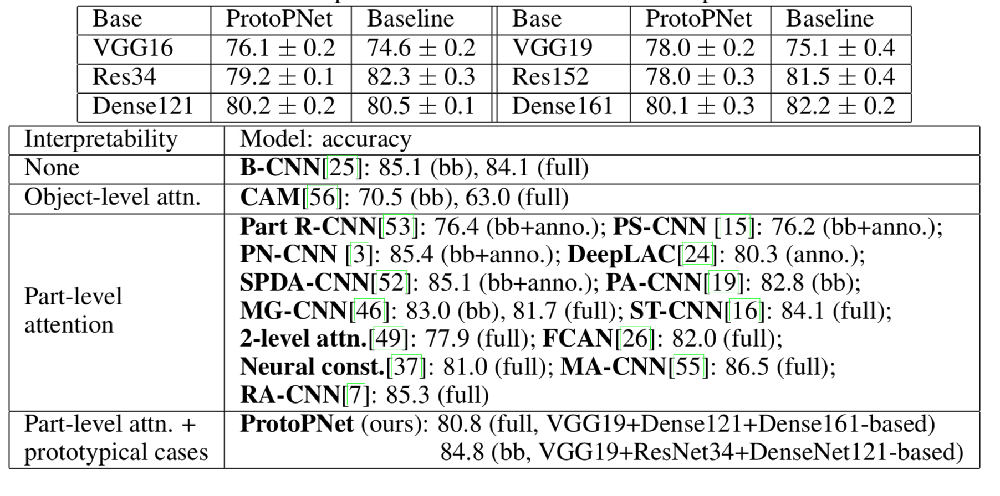 Base ProtoPNet Baseline Base ProtoPNet Baseline
VGG16 76.1 ± 0.2 74.6 ± 0.2 VGG19 78.0 ± 0.2 75.1 ± 0.4
Res34 79.2 ± 0.1 82.3 ± 0.3 Res152 78.0 ± 0.3 81.5 ± 0.4
Dense121 80.2 ± 0.2 80.5 ± 0.1 Dense161 80.1 ± 0.3 82.2 ± 0.2
Interpretability Model: accuracy
None B-CNN[25]: 85.1 (bb), 84.1 (full)
Object-level attn. CAM[56]: 70.5 (bb), 63.0 (full)
Part-level
attention
Part R-CNN[53]: 76.4 (bb+anno.); PS-CNN [15]: 76.2 (bb+anno.);
PN-CNN [3]: 85.4 (bb+anno.); DeepLAC[24]: 80.3 (anno.);
SPDA-CNN[52]: 85.1 (bb+anno.); PA-CNN[19]: 82.8 (bb);
MG-CNN[46]: 83.0 (bb), 81.7 (full); ST-CNN[16]: 84.1 (full);
2-level attn.[49]: 77.9 (full); FCAN[26]: 82.0 (full);
Neural const.[37]: 81.0 (full); MA-CNN[55]: 86.5 (full);
RA-CNN[7]: 85.3 (full)
Part-level attn. +
prototypical cases
ProtoPNet (ours): 80.8 (full, VGG19+Dense121+Dense161-based)
84.8 (bb, VGG19+ResNet34+DenseNet121-based)